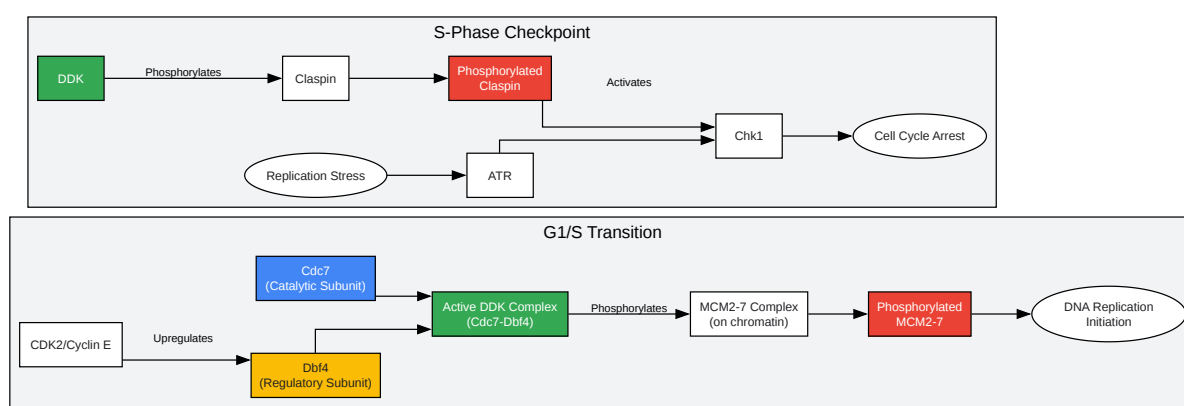 S-Phase Checkpoint
DDK
Phosphorylates
Claspin
Phosphorylated
Claspin
Activates
Chk1
Cell Cycle Arrest
Replication Stress
ATR
G1/S Transition
Cdc7
(Catalytic Subunit)
CDK2/Cyclin E
Upregulates
Dbf4
(Regulatory Subunit)
Active DDK Complex
(Cdc7-Dbf4)
Phosphorylates
MCM2-7 Complex
(on chromatin)
Phosphorylated
MCM2-7
DNA Replication
Initiation